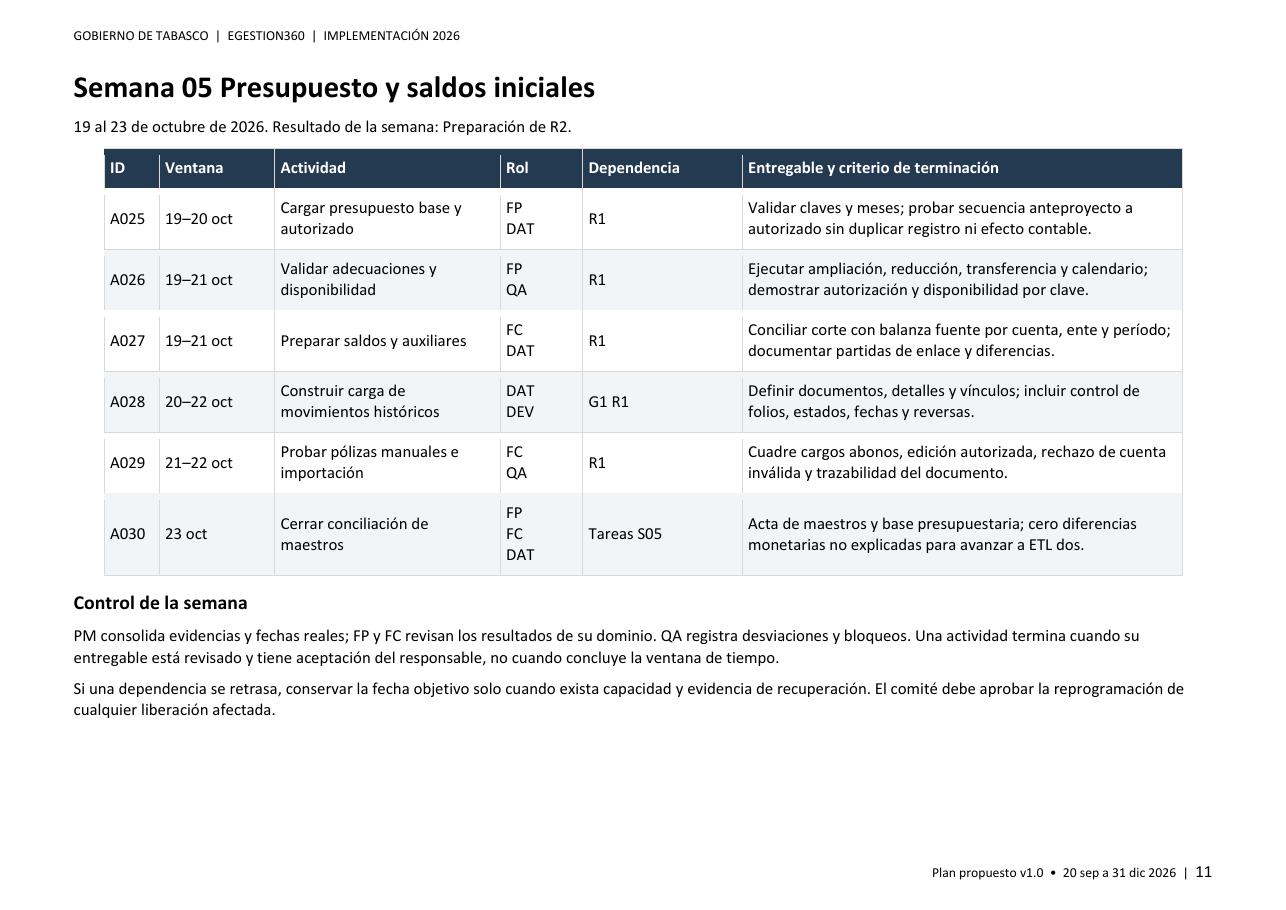 GOBIERNO DE TABASCO | EGESTION360 | IMPLEMENTACIÓN 2026
Semana 05 Presupuesto y saldos iniciales
19 al 23 de octubre de 2026. Resultado de la semana: Preparación de R2.
ID Ventana Actividad Rol Dependencia Entregable y criterio de terminación
A025 19–20 oct Cargar presupuesto base y autorizado FP DAT R1 Validar claves y meses; probar secuencia anteproyecto a autorizado sin duplicar registro ni efecto contable.
A026 19–21 oct Validar adecuaciones y disponibilidad FP QA R1 Ejecutar ampliación, reducción, transferencia y calendario; demostrar autorización y disponibilidad por clave.
A027 19–21 oct Preparar saldos y auxiliares FC DAT R1 Conciliar corte con balanza fuente por cuenta, ente y período; documentar partidas de enlace y diferencias.
A028 20–22 oct Construir carga de movimientos históricos DAT DEV G1 R1 Definir documentos, detalles y vínculos; incluir control de folios, estados, fechas y reversas.
A029 21–22 oct Probar pólizas manuales e importación FC QA R1 Cuadre cargos abonos, edición autorizada, rechazo de cuenta inválida y trazabilidad del documento.
A030 23 oct Cerrar conciliación de maestros FP FC DAT Tareas S05 Acta de maestros y base presupuestaria; cero diferencias monetarias no explicadas para avanzar a ETL dos.
Control de la semana
PM consolida evidencias y fechas reales; FP y FC revisan los resultados de su dominio. QA registra desviaciones y bloqueos. Una actividad termina cuando su
entregable está revisado y tiene aceptación del responsable, no cuando concluye la ventana de tiempo.
Si una dependencia se retrasa, conservar la fecha objetivo solo cuando exista capacidad y evidencia de recuperación. El comité debe aprobar la reprogramación de
cualquier liberación afectada.
Plan propuesto v1.0 • 20 sep a 31 dic 2026 | 11